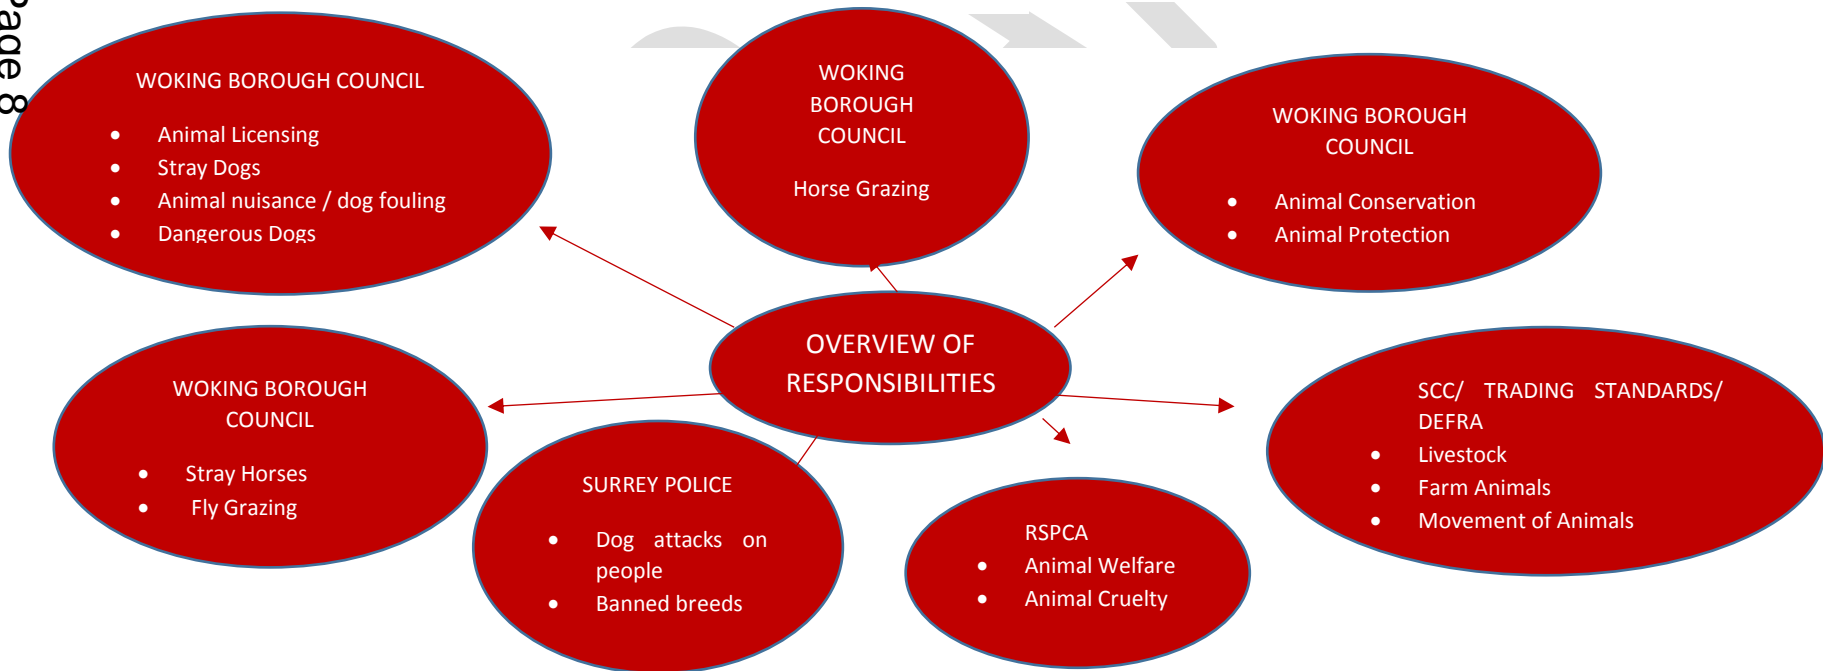 Page 8
WOKING BOROUGH COUNCIL
• Animal Licensing
• Stray Dogs
• Animal nuisance / dog fouling
• Dangerous Dogs
WOKING
BOROUGH
COUNCIL
Horse Grazing
WOKING BOROUGH
COUNCIL
• Animal Conservation
• Animal Protection
OVERVIEW OF
RESPONSIBILITIES
WOKING BOROUGH
COUNCIL
• Stray Horses
• Fly Grazing
SURREY POLICE
• Dog attacks on
people
• Banned breeds
RSPCA
• Animal Welfare
• Animal Cruelty
SCC/ TRADING STANDARDS/
DEFRA
• Livestock
• Farm Animals
• Movement of Animals